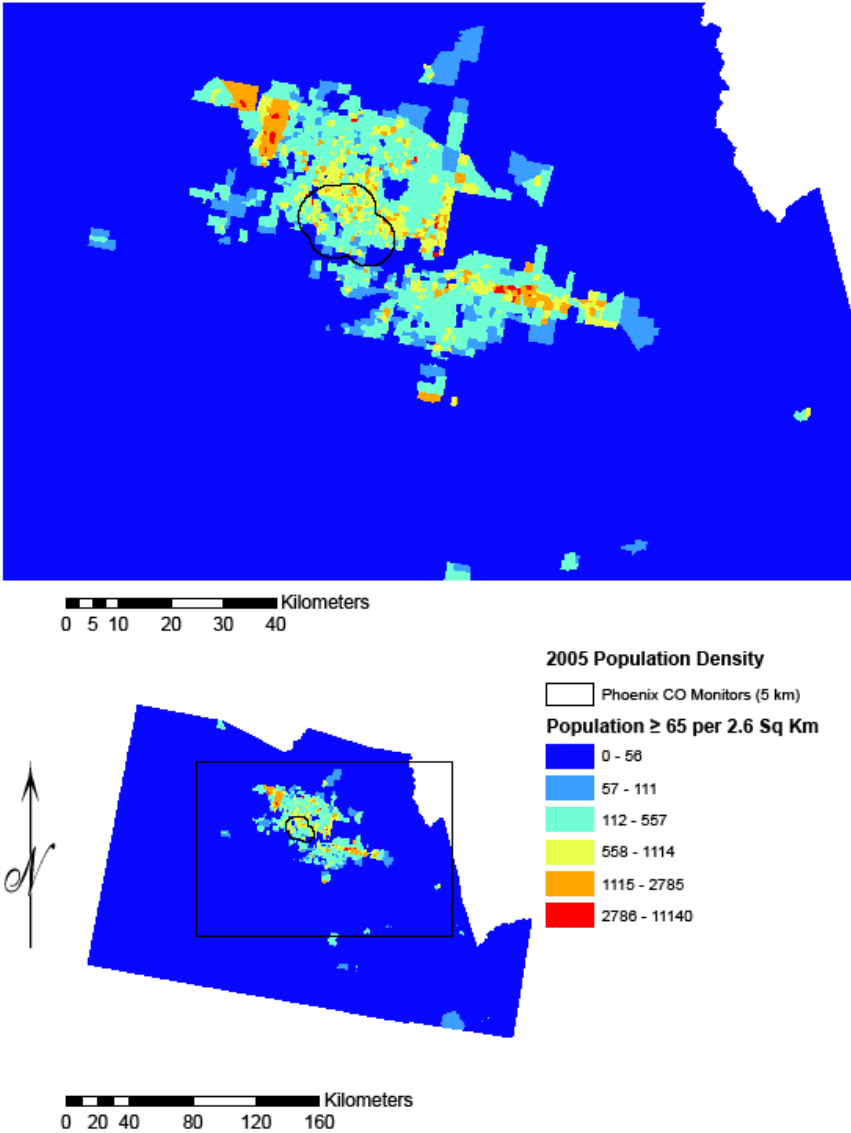 Kilometers
0 5 10 20 30 40
2005 Population Density
Phoenix CO Monitors (5 km)
Population ≥ 65 per 2.6 Sq Km
0 - 56
57 - 111
112 - 557
558 - 1114
1115 - 2785
2786 - 11140
N
Kilometers
0 20 40 80 120 160